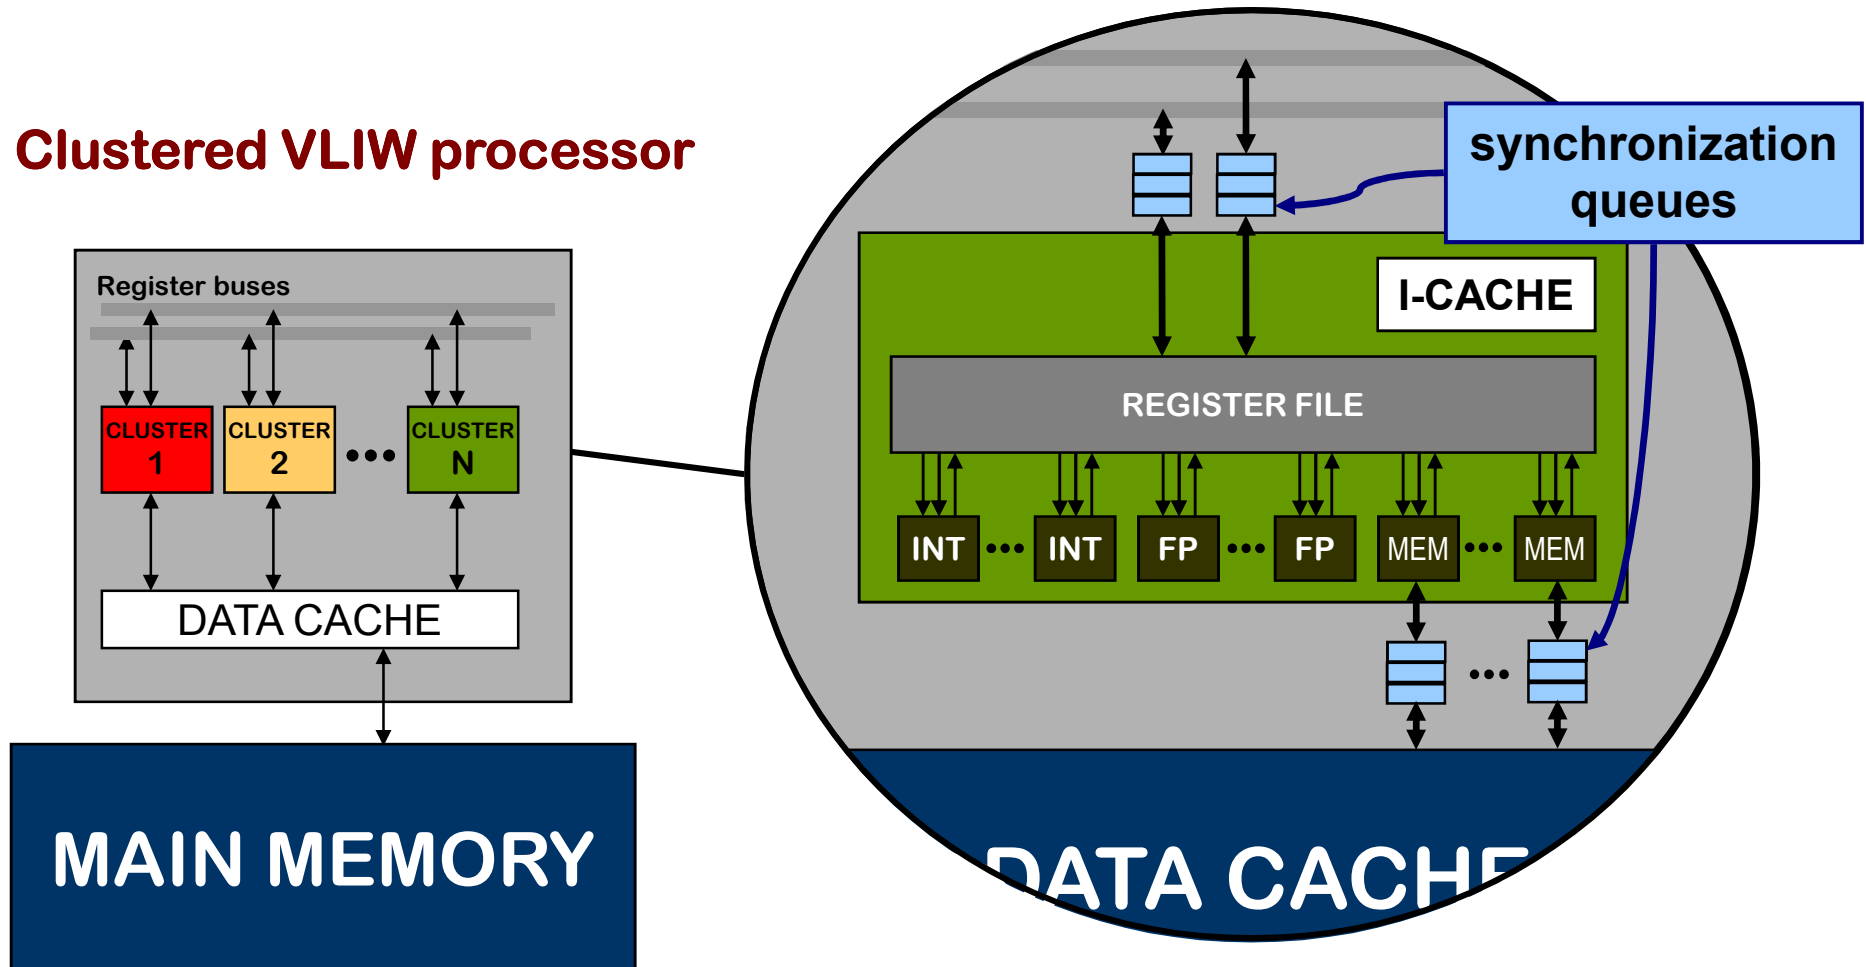 Clustered VLIW processor
synchronization
queues
Register buses
CLUSTER
1
CLUSTER
2
CLUSTER
N
DATA CACHE
MAIN MEMORY
I-CACHE
REGISTER FILE
INT
INT
FP
FP
MEM
MEM
DATA CACHE